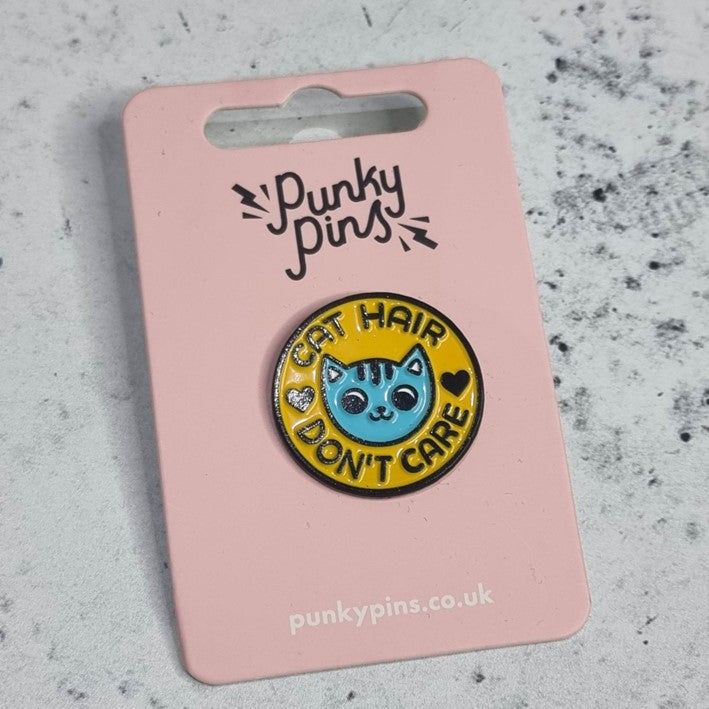 Punky
Pins
CAT HAIR
DON'T CARE
punkypins.co.uk